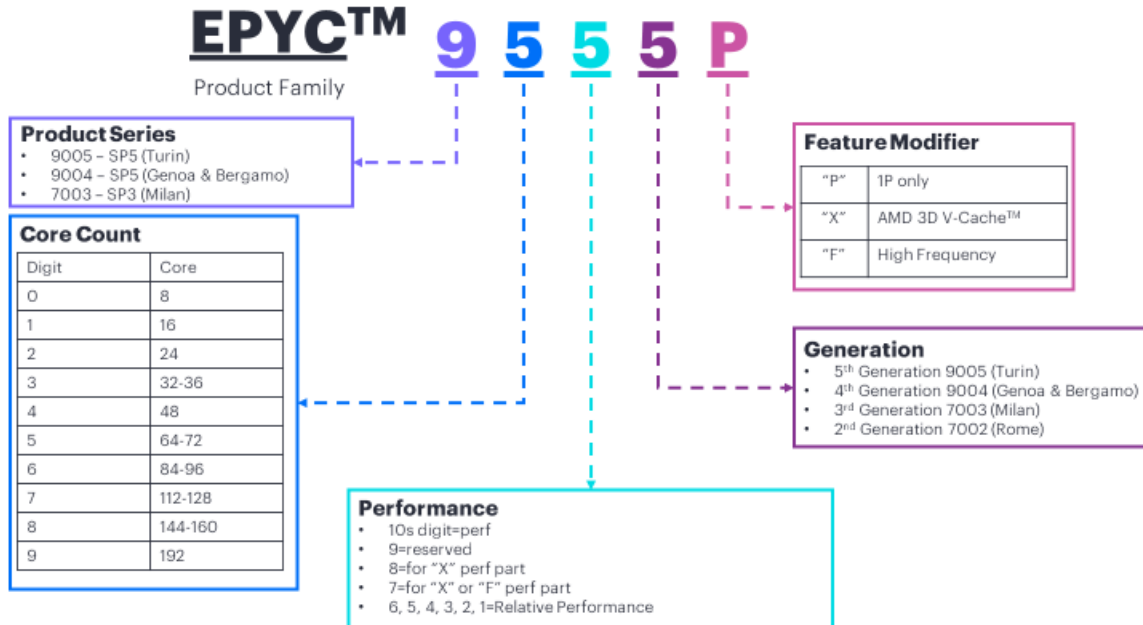 EPYC™ 9 5 5 5 P
Product Family
Product Series
• 9005 – SP5 (Turin)
• 9004 – SP5 (Genoa & Bergamo)
• 7003 – SP3 (Milan)
Core Count
Digit Core
0 8
1 16
2 24
3 32-36
4 48
5 64-72
6 84-96
7 112-128
8 144-160
9 192
Performance
• 10s digit=perf
• 9=reserved
• 8=for “X” perf part
• 7=for “X” or “F” perf part
• 6, 5, 4, 3, 2, 1=Relative Performance
Feature Modifier
“P” 1P only
“X” AMD 3D V-Cache™
“F” High Frequency
Generation
• 5th Generation 9005 (Turin)
• 4th Generation 9004 (Genoa & Bergamo)
• 3rd Generation 7003 (Milan)
• 2nd Generation 7002 (Rome)